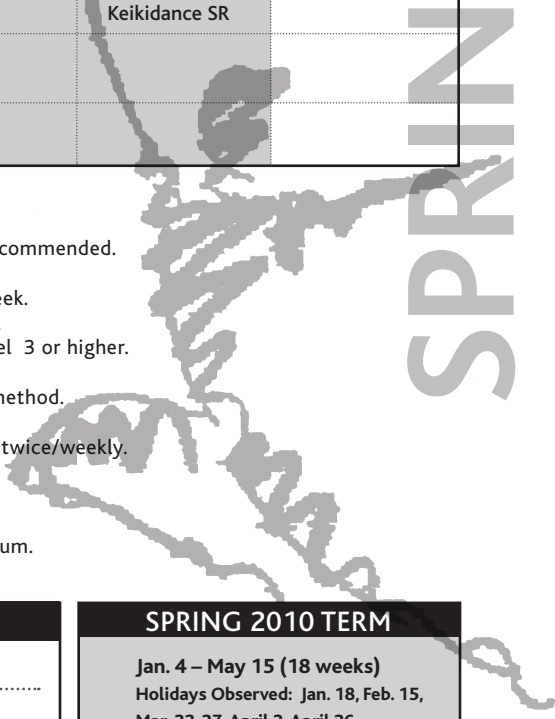 Keikidance SR
SPRIN
commended.
eek.
el 3 or higher.
method.
twice/weekly.
um.
SPRING 2010 TERM
Jan. 4 – May 15 (18 weeks)
Holidays Observed: Jan. 18, Feb. 15,